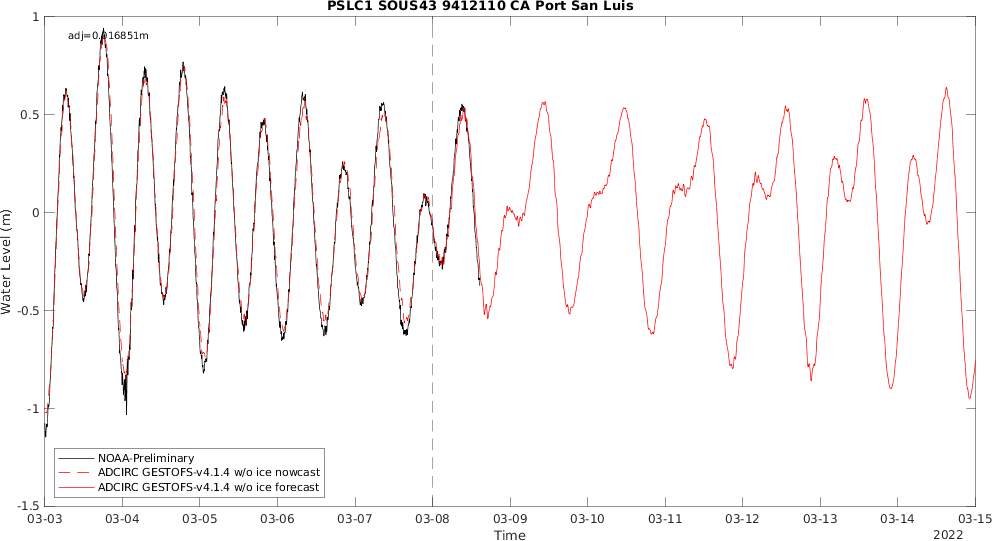 PSLC1 SOUS43 9412110 CA Port San Luis
adj=0.016851m
1
0.5
0
-0.5
-1
-1.5
Water Level (m)
NOAA-Preliminary
ADCIRC GESTOFS-v4.1.4 w/o ice nowcast
ADCIRC GESTOFS-v4.1.4 w/o ice forecast
03-03 03-04 03-05 03-06 03-07 03-08 03-09 03-10 03-11 03-12 03-13 03-14 03-15
Time
2022